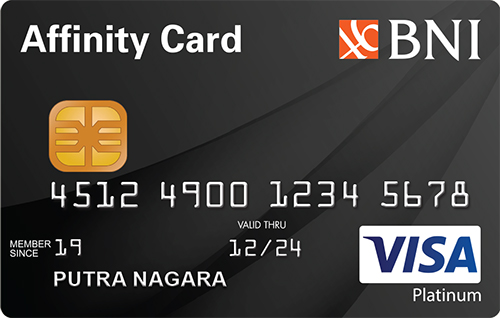 Affinity Card
BNI
4512 4900 1234 5678
VALID THRU
MEMBER SINCE 19
12/24
PUTRA NAGARA
VISA
Platinum